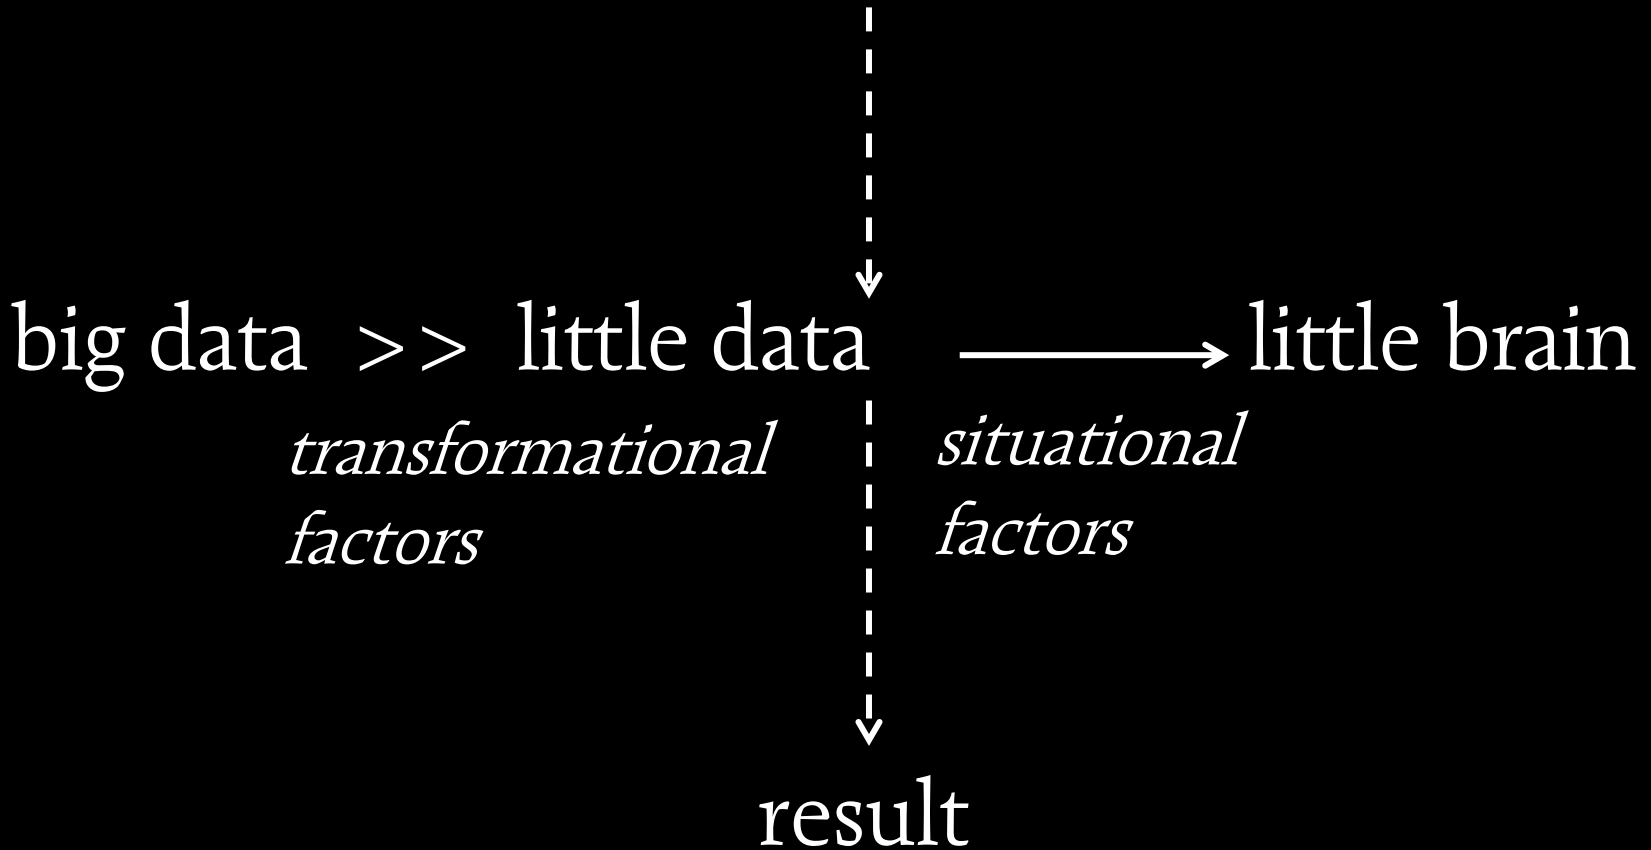 big data >> little data little brain
transformational
factors
situational
factors
result